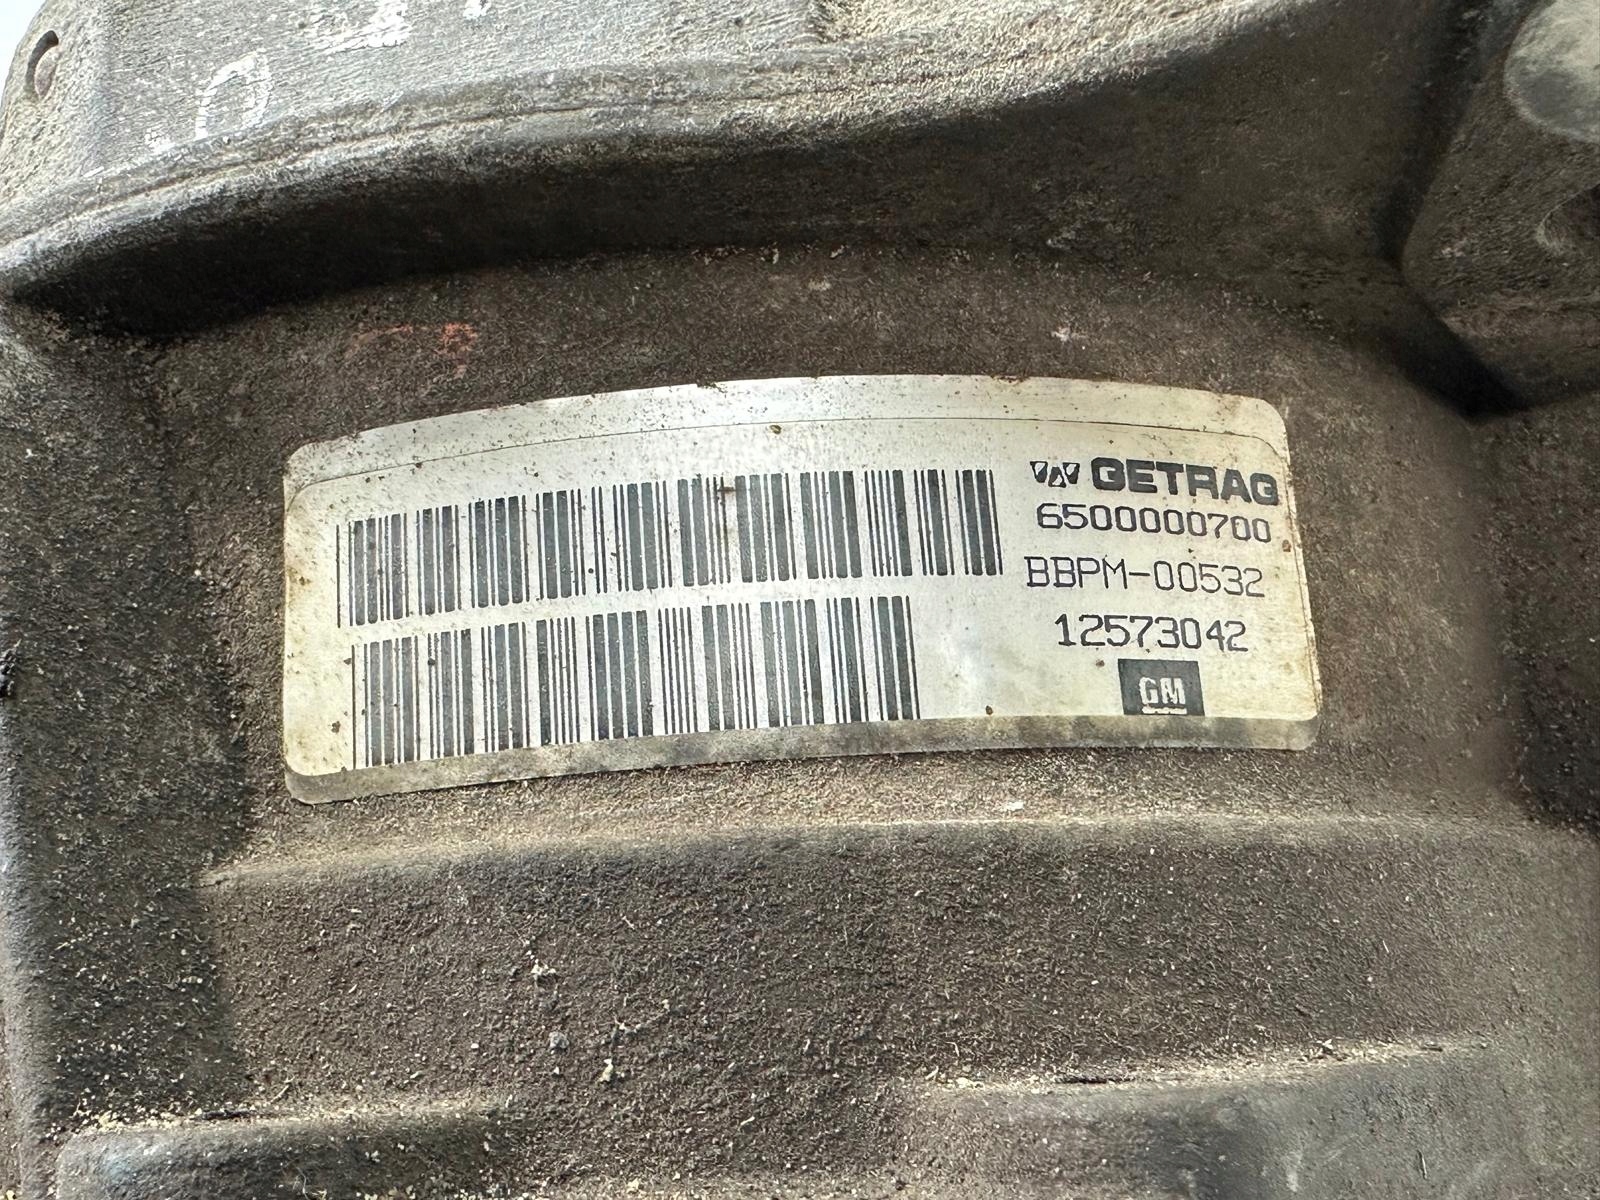 GETRAG
6500000700
BBPM-00532
12573042
GM